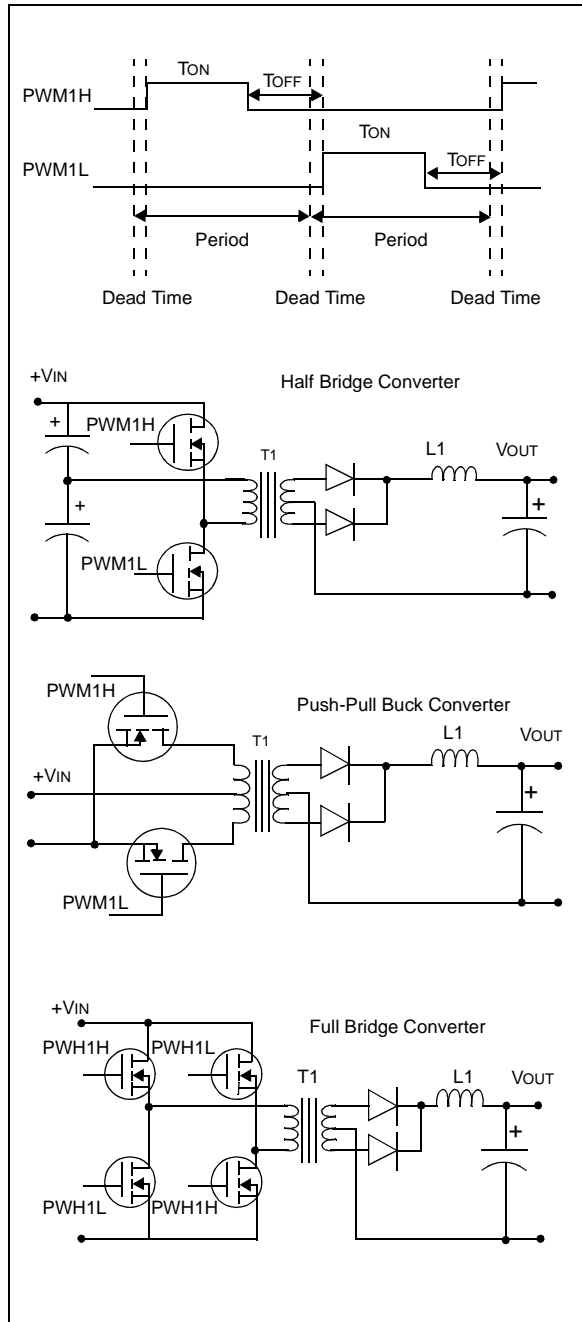 TON
TOFF
PWM1H
TON
TOFF
PWM1L
Period
Period
Dead Time
Dead Time
Dead Time
Half Bridge Converter
+VIN
+
PWM1H
T1
L1
VOUT
+
+
PWM1L
PWM1H
Push-Pull Buck Converter
T1
L1
VOUT
+VIN
+
PWM1L
+VIN
Full Bridge Converter
PWH1H
PWH1L
T1
L1
VOUT
+
PWH1L
PWH1H